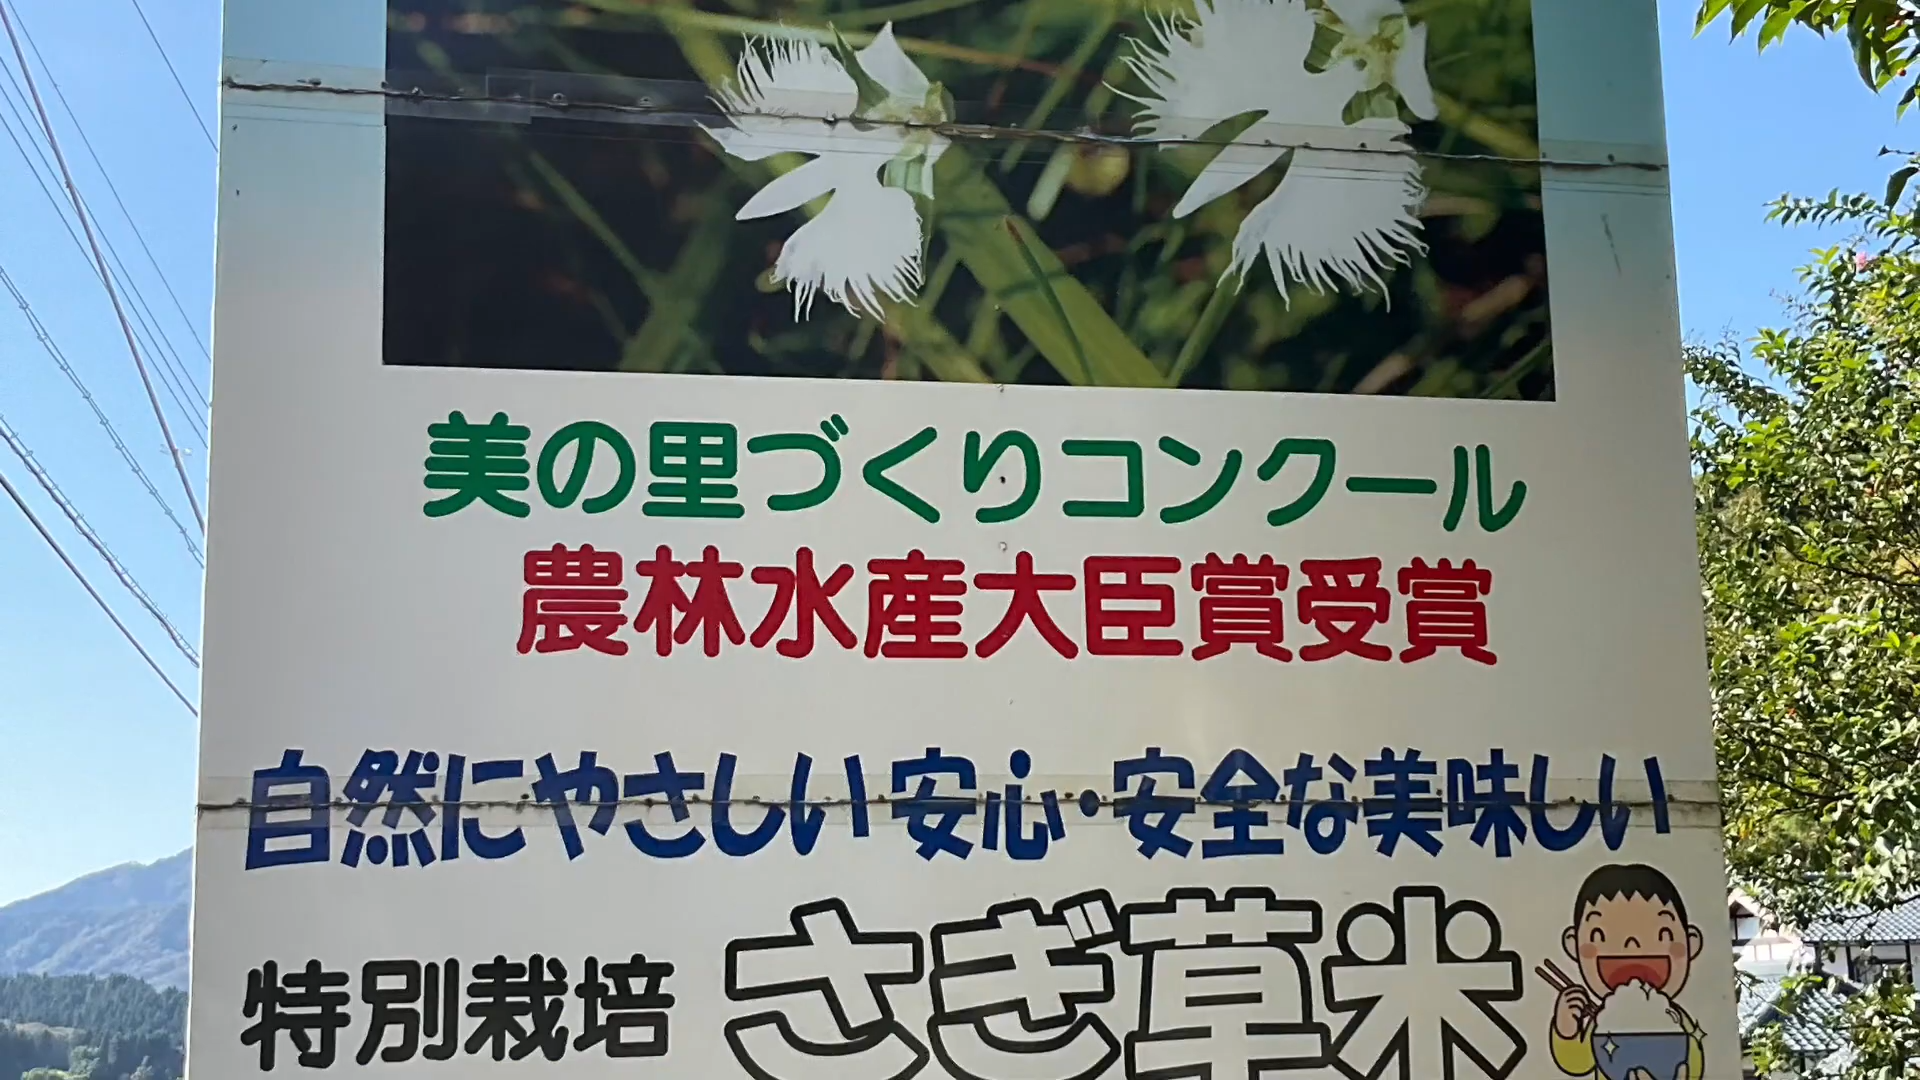 美の里づくりコンクール
農林水産大臣賞受賞
自然にやさしい 安心・安全な美味しい
特別栽培 さぎ草米